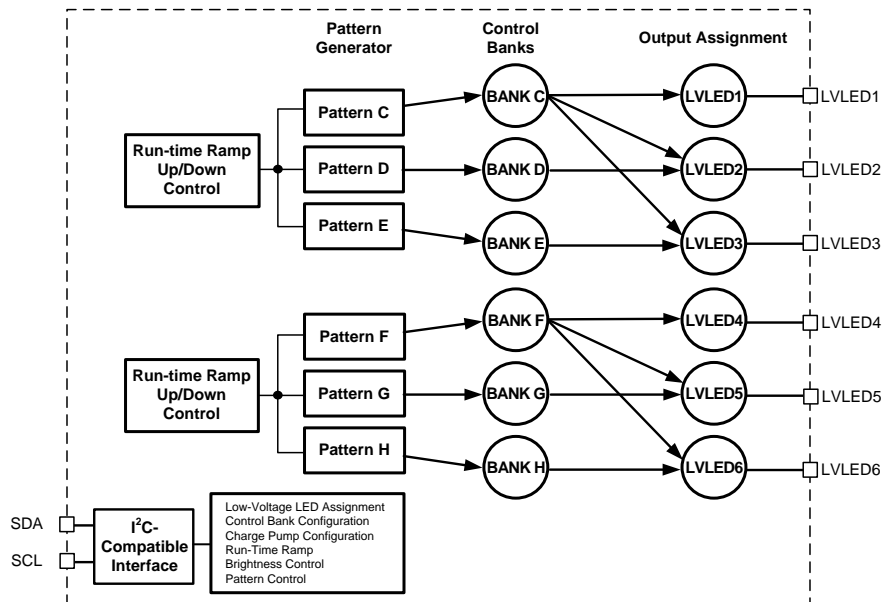 Pattern
Generator
Control
Banks
Output Assignment
Pattern C
BANK C
LVLED1
LVLED1
Run-time Ramp
Up/Down
Control
Pattern D
BANK D
LVLED2
LVLED2
Pattern E
BANK E
LVLED3
LVLED3
Pattern F
BANK F
LVLED4
LVLED4
Run-time Ramp
Up/Down
Control
Pattern G
BANK G
LVLED5
LVLED5
Pattern H
BANK H
LVLED6
LVLED6
SDA
SCL
I²C-
Compatible
Interface
Low-Voltage LED Assignment
Control Bank Configuration
Charge Pump Configuration
Run-Time Ramp
Brightness Control
Pattern Control